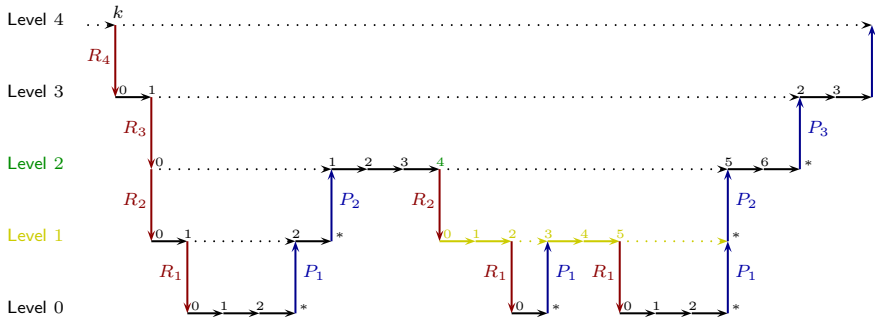 Level 4 k
R4
Level 3 0 1 2 3
R3 P3
Level 2 0 1 2 3 4 5 6 *
R2 P2 R2 P2
Level 1 0 1 2 * 0 1 2 3 4 5 *
R1 P1 R1 P1 R1 P1
Level 0 0 1 2 * 0 * 0 1 2 *